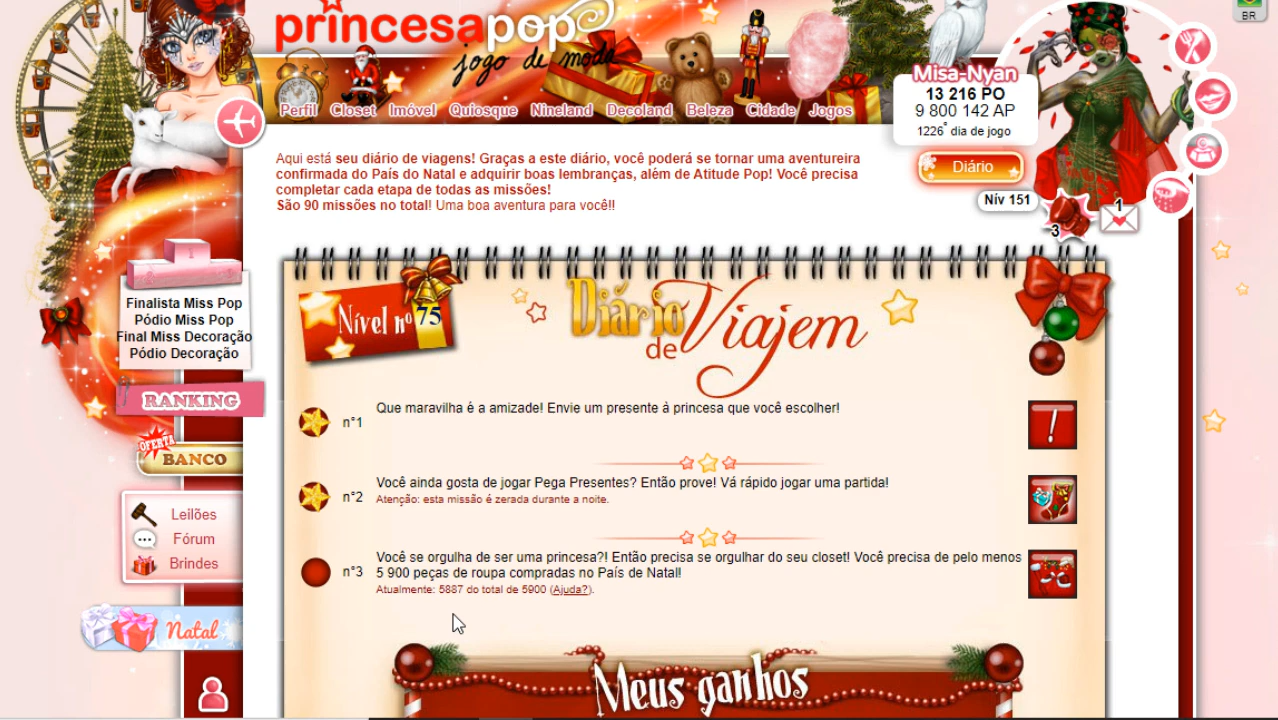 BR
princesapop
jogo de moda
Perfil Closet Imóvel Quiosque Nineland Decoland Beleza Cidade Jogos
Misa-Nyan
13 216 PO
9 800 142 AP
1226° dia de jogo
Diário
Nív 151
3
1
Aqui está seu diário de viagens! Graças a este diário, você poderá se tornar uma aventureira
confirmada do País do Natal e adquirir boas lembranças, além de Atitude Pop! Você precisa
completar cada etapa de todas as missões!
São 90 missões no total! Uma boa aventura para você!!
1
Finalista Miss Pop
Pódio Miss Pop
Final Miss Decoração
Pódio Decoração
RANKING
OFERTA
BANCO
Leilões
Fórum
Brindes
Natal
Nível nº 75
Diário de Viajem
n°1 Que maravilha é a amizade! Envie um presente à princesa que você escolher!
n°2 Você ainda gosta de jogar Pega Presentes? Então prove! Vá rápido jogar uma partida!
Atenção: esta missão é zerada durante a noite.
n°3 Você se orgulha de ser uma princesa?! Então precisa se orgulhar do seu closet! Você precisa de pelo menos
5 900 peças de roupa compradas no País de Natal!
Atualmente: 5887 do total de 5900 (Ajuda?).
Meus ganhos